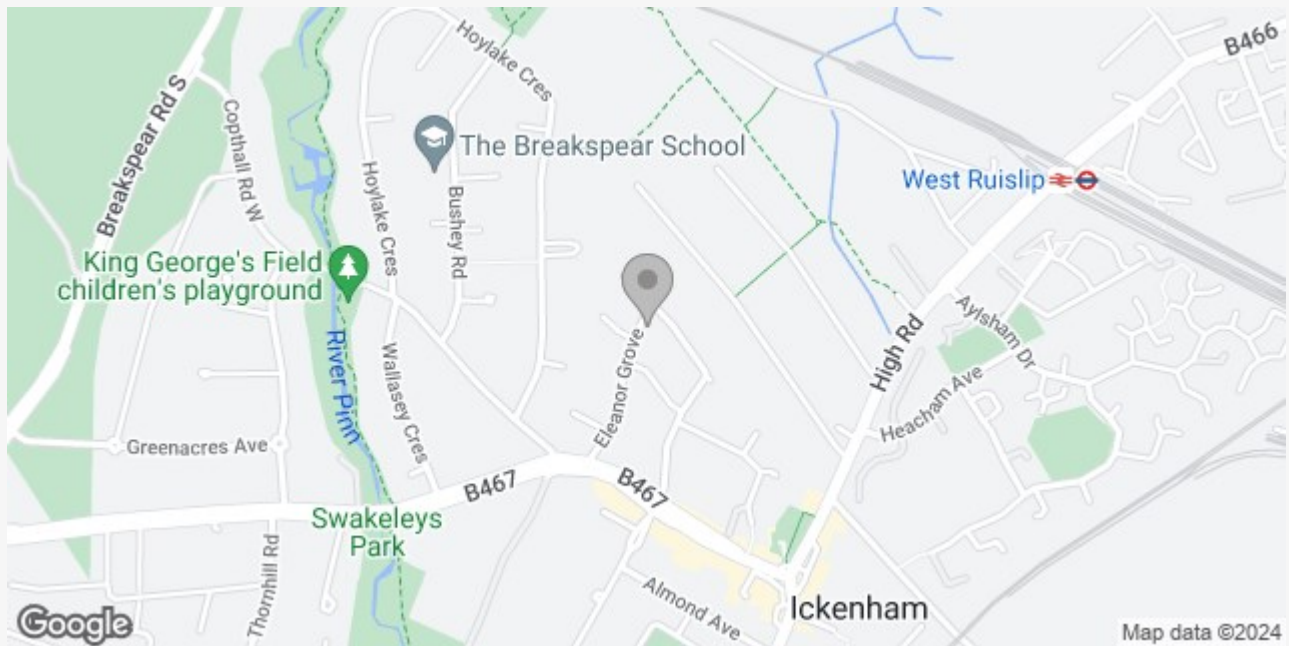 B466
Hoylake Cres
Breakspear Rd S
Copthall Rd W
The Breakspear School
Hoylake Cres
Bushey Rd
West Ruislip
King George's Field
children's playground
River Pinn
Wallasey Cres
Eleanor Grove
High Rd
Aylsham Dr
Heacham Ave
Greenacres Ave
B467
B467
Swakeleys
Park
Thornhill Rd
Almond Ave
Ickenham
Google
Map data ©2024